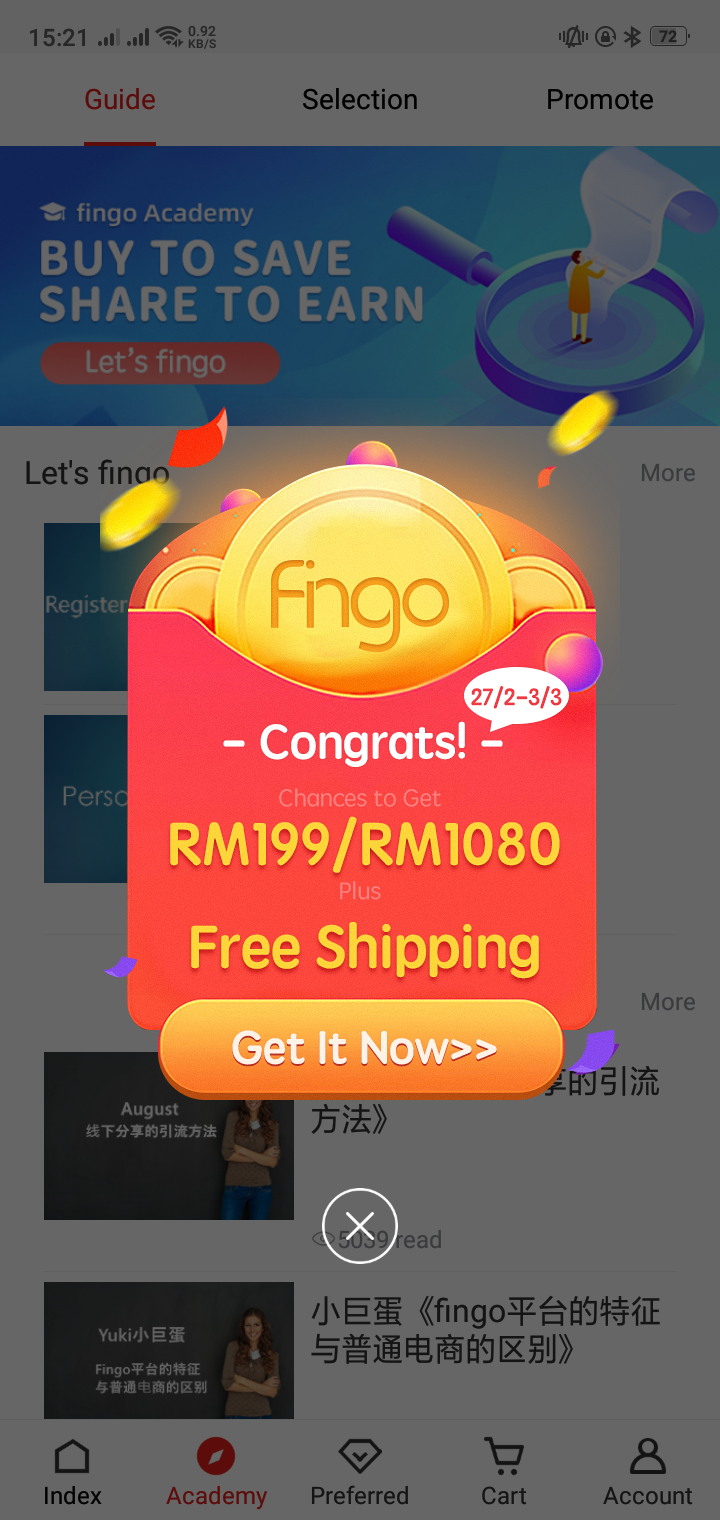 15:21
0.92
KB/S
72
Guide
Selection
Promote
fingo Academy
BUY TO SAVE
SHARE TO EARN
Let's fingo
Let's fingo
More
Register
fingo
27/2-3/3
- Congrats! -
Chances to Get
RM199/RM1080
Plus
Free Shipping
Get It Now>>
More
August
线下分享的引流方法
享的引流
方法》
5039 read
Yuki小巨蛋
Fingo平台的特征
与普通电商的区别
小巨蛋《fingo平台的特征
与普通电商的区别》
Index
Academy
Preferred
Cart
Account